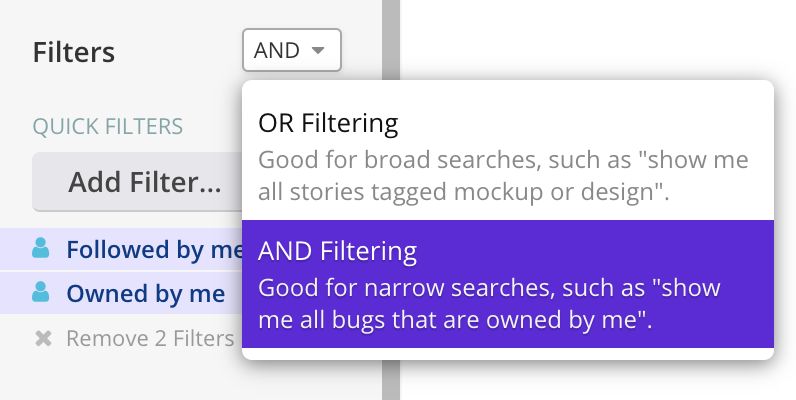 Filters
AND
QUICK FILTERS
Add Filter...
Followed by me
Owned by me
Remove 2 Filters
OR Filtering
Good for broad searches, such as "show me
all stories tagged mockup or design".
AND Filtering
Good for narrow searches, such as "show
me all bugs that are owned by me".